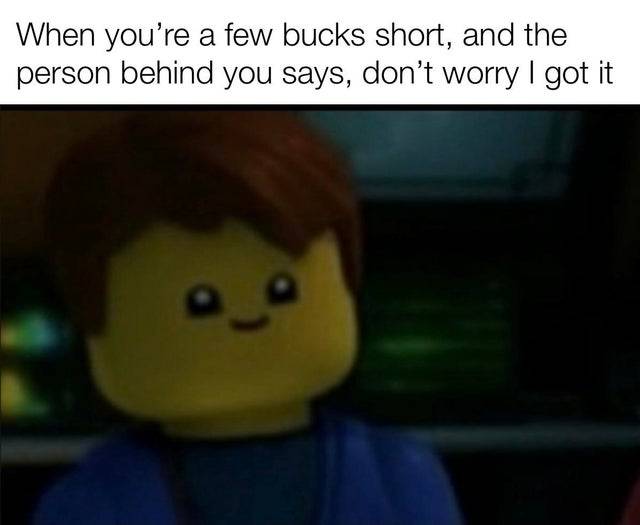 When you’re a few bucks short, and the
person behind you says, don’t worry I got it